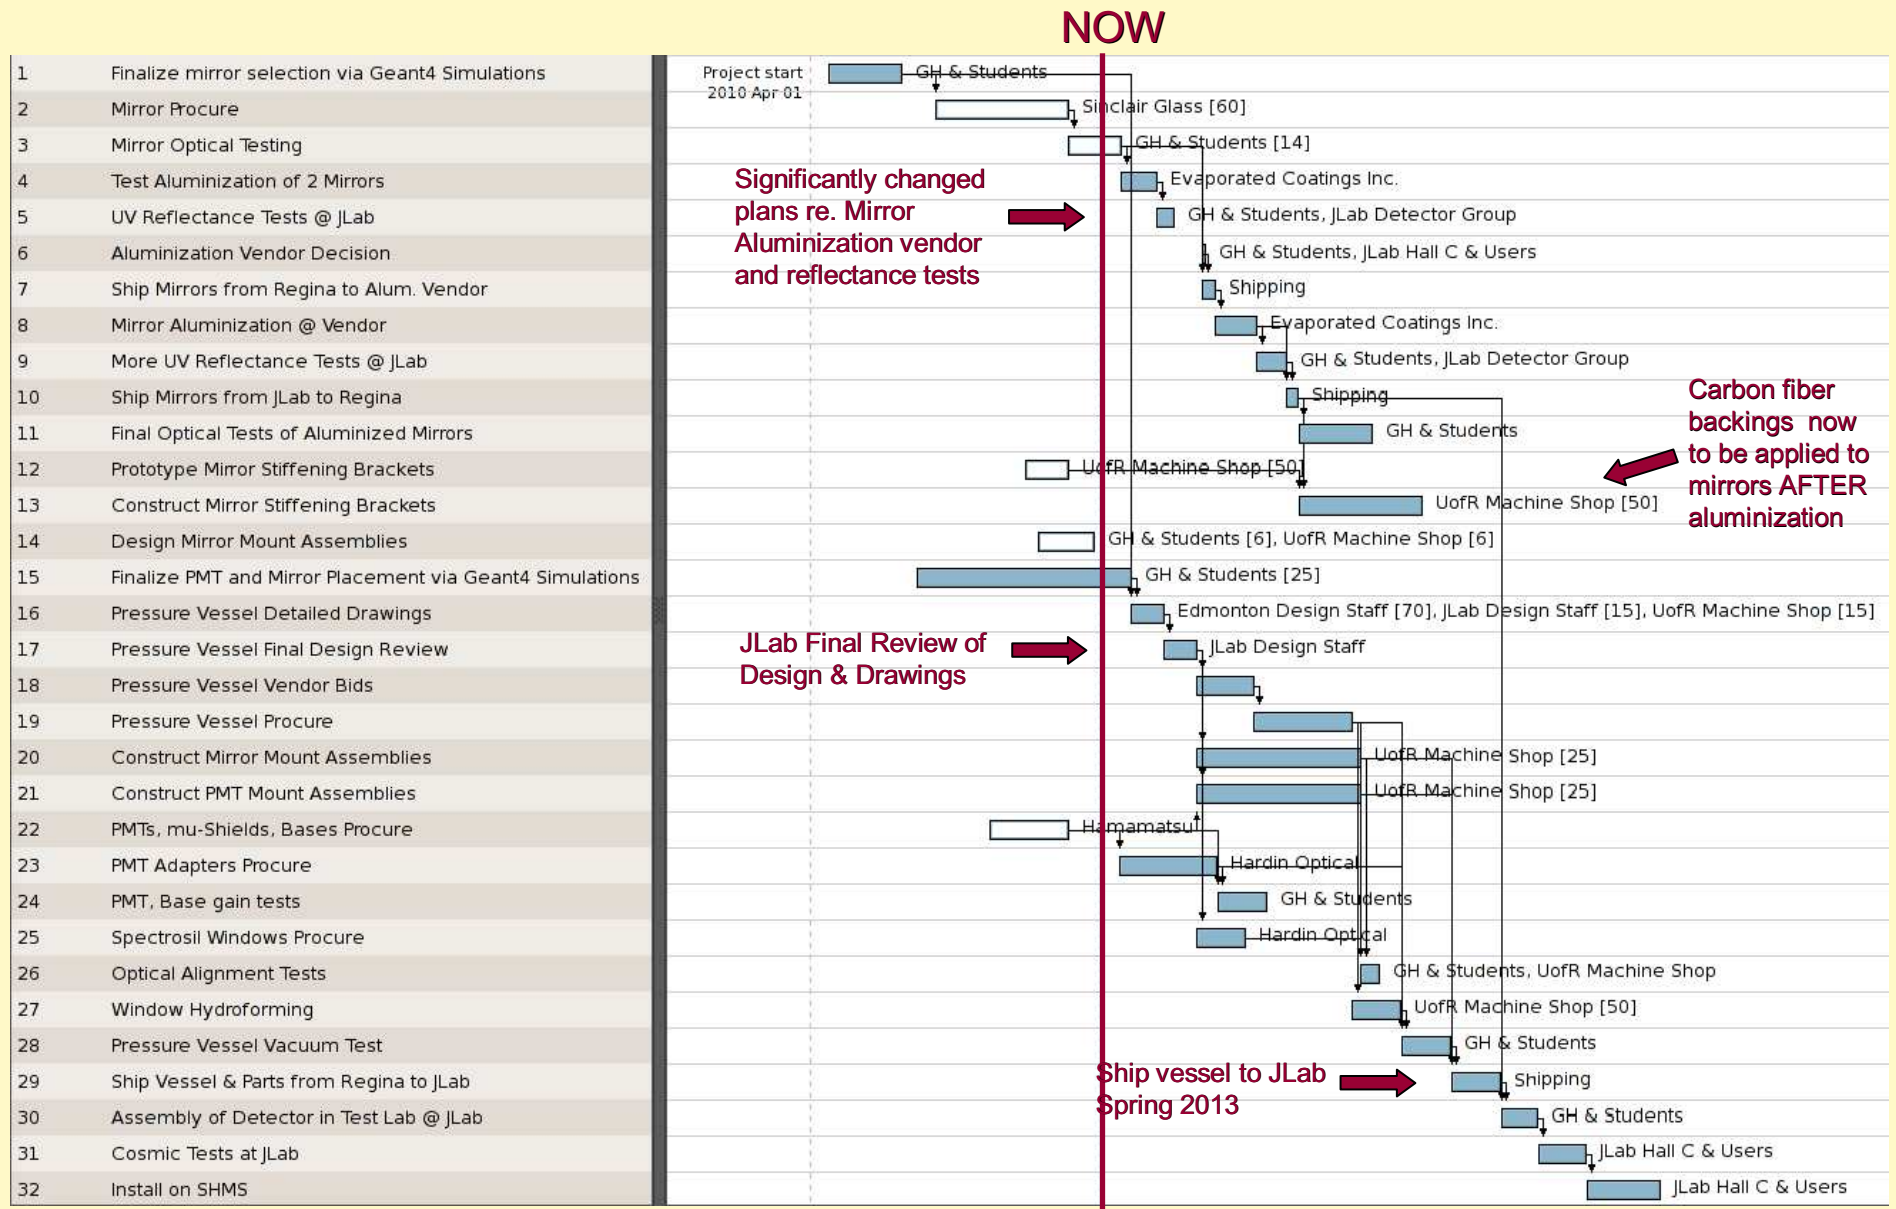 NOW
1 Finalize mirror selection via Geant4 Simulations Project start GH & Students
2010 Apr 01
2 Mirror Procure Sinclair Glass [60]
3 Mirror Optical Testing GH & Students [14]
4 Test Aluminization of 2 Mirrors Evaporated Coatings Inc.
5 UV Reflectance Tests @ JLab GH & Students, JLab Detector Group
6 Aluminization Vendor Decision GH & Students, JLab Hall C & Users
Significantly changed
plans re. Mirror
Aluminization vendor
and reflectance tests
7 Ship Mirrors from Regina to Alum. Vendor Shipping
8 Mirror Aluminization @ Vendor Evaporated Coatings Inc.
9 More UV Reflectance Tests @ JLab GH & Students, JLab Detector Group
10 Ship Mirrors from JLab to Regina Shipping
11 Final Optical Tests of Aluminized Mirrors GH & Students
12 Prototype Mirror Stiffening Brackets UofR Machine Shop [50]
13 Construct Mirror Stiffening Brackets UofR Machine Shop [50]
Carbon fiber
backings now
to be applied to
mirrors AFTER
aluminization
14 Design Mirror Mount Assemblies GH & Students [6], UofR Machine Shop [6]
15 Finalize PMT and Mirror Placement via Geant4 Simulations GH & Students [25]
16 Pressure Vessel Detailed Drawings Edmonton Design Staff [70], JLab Design Staff [15], UofR Machine Shop [15]
17 Pressure Vessel Final Design Review JLab Design Staff
JLab Final Review of
Design & Drawings
18 Pressure Vessel Vendor Bids
19 Pressure Vessel Procure
20 Construct Mirror Mount Assemblies UofR Machine Shop [25]
21 Construct PMT Mount Assemblies UofR Machine Shop [25]
22 PMTs, mu-Shields, Bases Procure Hamamatsu
23 PMT Adapters Procure Hardin Optical
24 PMT, Base gain tests GH & Students
25 Spectrosil Windows Procure Hardin Optical
26 Optical Alignment Tests GH & Students, UofR Machine Shop
27 Window Hydroforming UofR Machine Shop [50]
28 Pressure Vessel Vacuum Test GH & Students
29 Ship Vessel & Parts from Regina to JLab Shipping
Ship vessel to JLab
Spring 2013
30 Assembly of Detector in Test Lab @ JLab GH & Students
31 Cosmic Tests at JLab JLab Hall C & Users
32 Install on SHMS JLab Hall C & Users